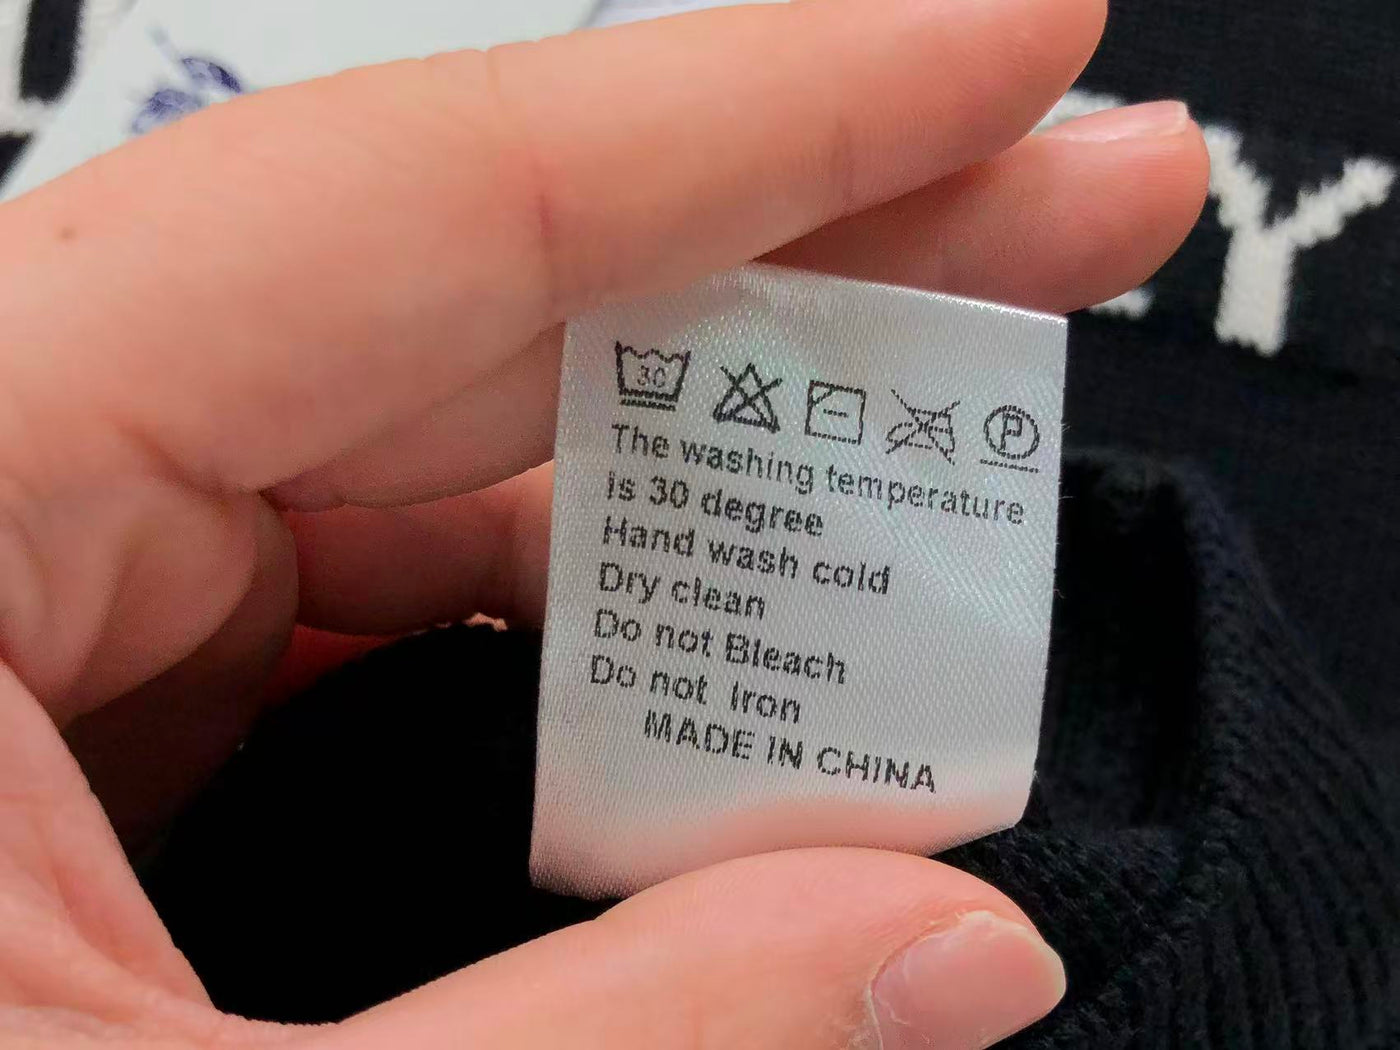 30
P
The washing temperature
is 30 degree
Hand wash cold
Dry clean
Do not Bleach
Do not Iron
MADE IN CHINA